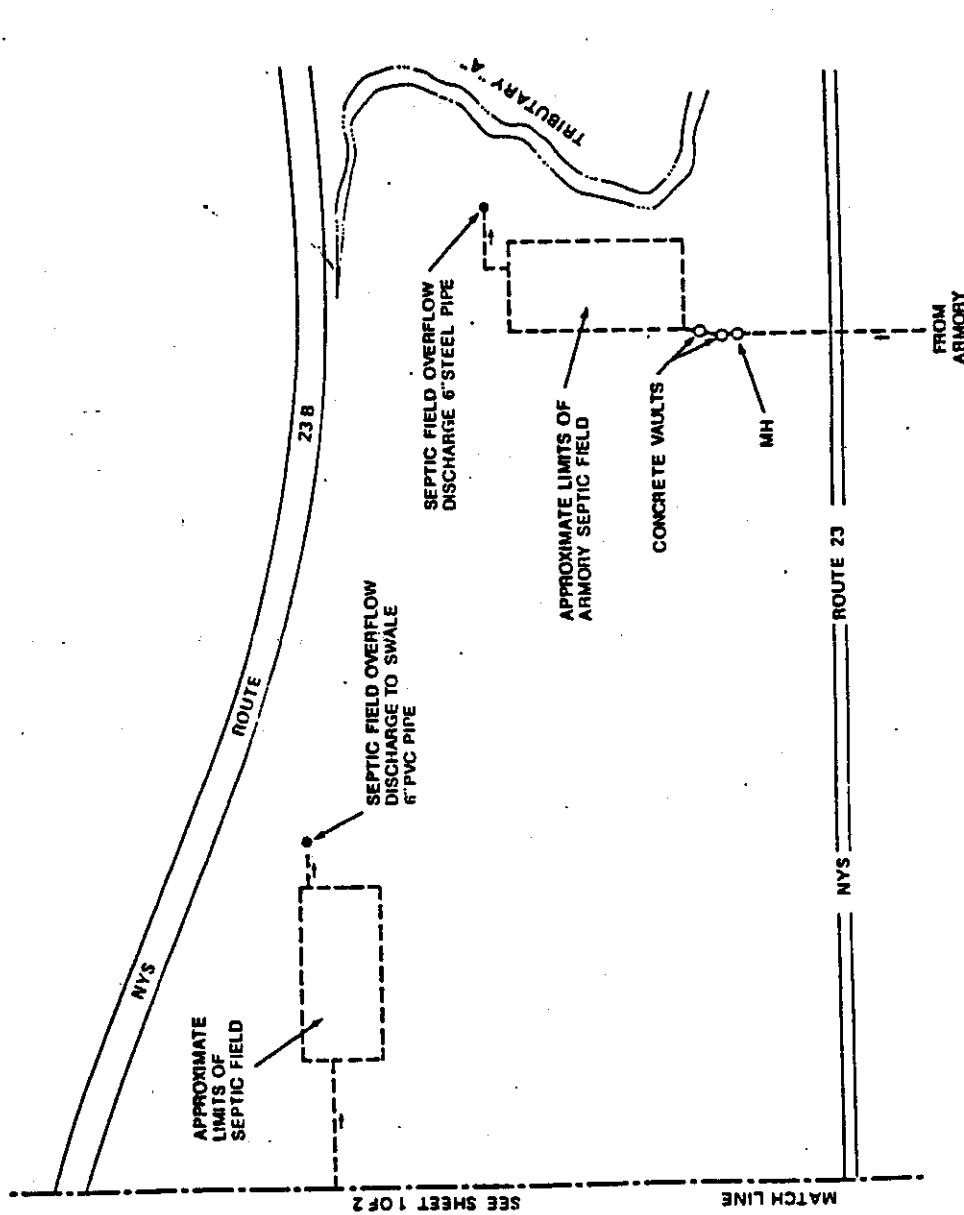 TRIBUTARY "A"
NYS
ROUTE
23 B
SEPTIC FIELD OVERFLOW
DISCHARGE 6" STEEL PIPE
APPROXIMATE LIMITS OF
ARMORY SEPTIC FIELD
CONCRETE VAULTS
MH
FROM
ARMORY
SEPTIC FIELD OVERFLOW
DISCHARGE TO SWALE
6" PVC PIPE
APPROXIMATE
LIMITS OF
SEPTIC FIELD
NYS
ROUTE 23
MATCH LINE
SEE SHEET 1 OF 2